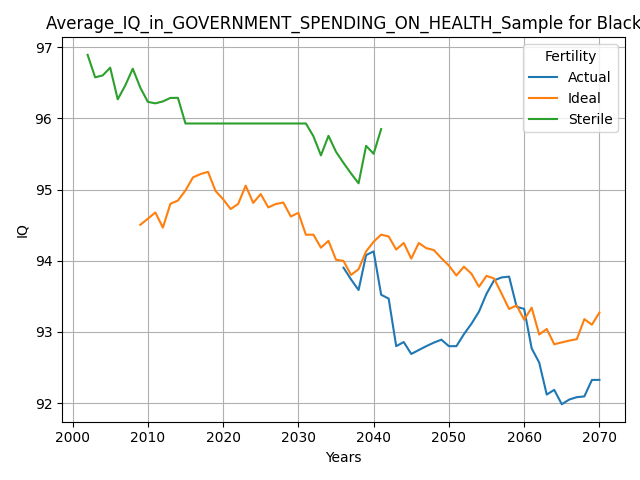 Average_IQ_in_GOVERNMENT_SPENDING_ON_HEALTH_Sample for Black
Fertility
Actual
Ideal
Sterile
IQ
97
96
95
94
93
92
2000 2010 2020 2030 2040 2050 2060 2070
Years